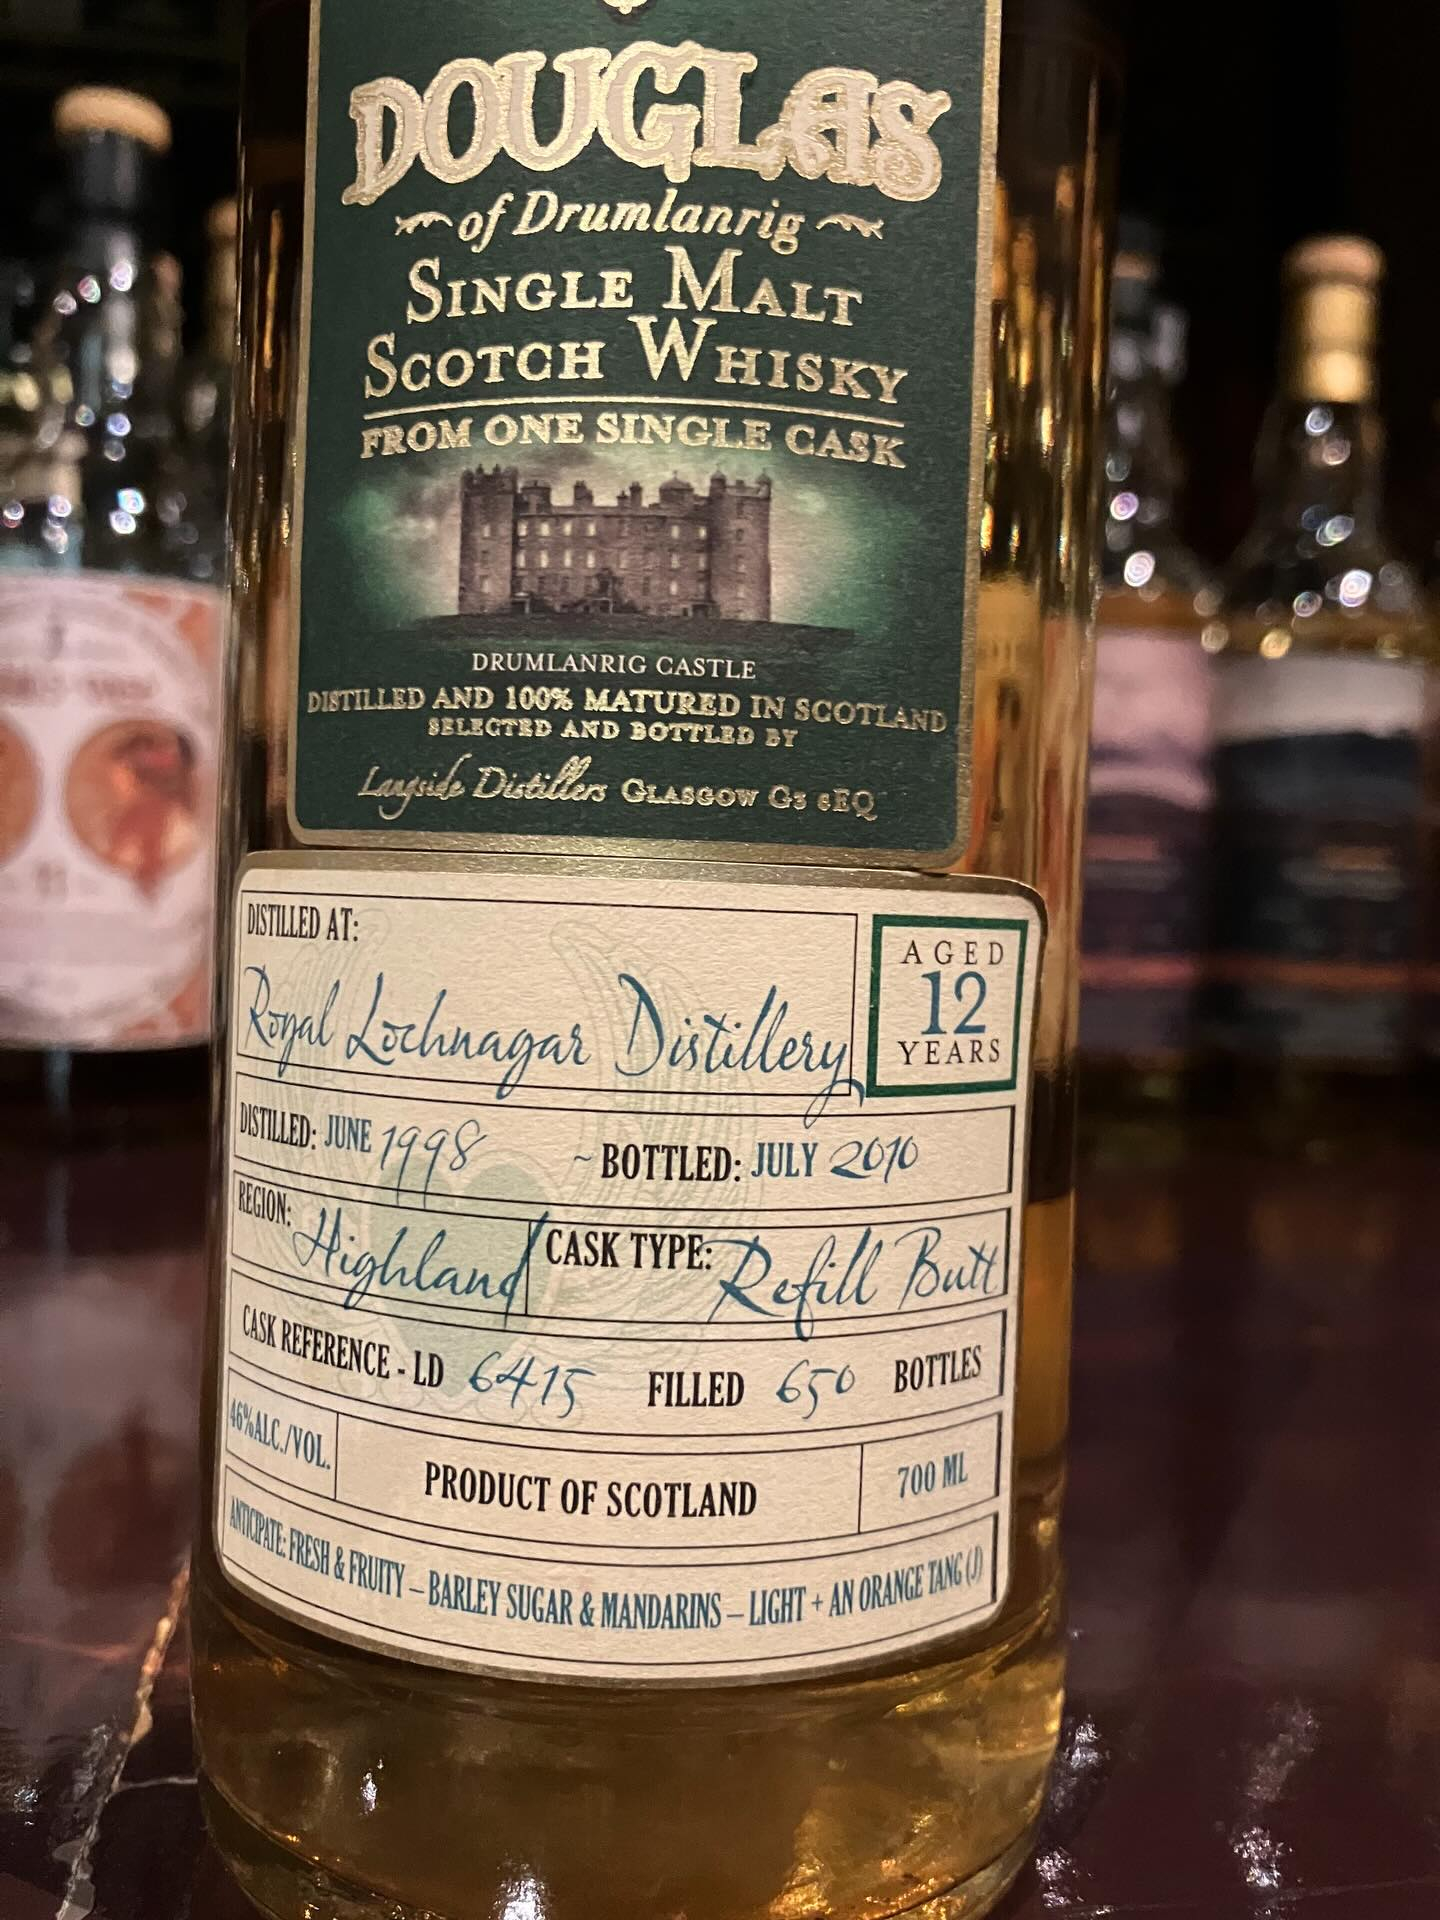 DOUGLAS
of Drumlanrig
SINGLE MALT
SCOTCH WHISKY
FROM ONE SINGLE CASK
DRUMLANRIG CASTLE
DISTILLED AND 100% MATURED IN SCOTLAND
SELECTED AND BOTTLED BY
Langside Distillers GLASGOW G3 6EQ
DISTILLED AT:
Royal Lochnagar Distillery
AGED
12
YEARS
DISTILLED: JUNE 1998 ~ BOTTLED: JULY 2010
REGION: Highland CASK TYPE: Refill Butt
CASK REFERENCE - LD 6415 FILLED 650 BOTTLES
46%ALC./VOL. PRODUCT OF SCOTLAND 700 ML
ANTICIPATE: FRESH & FRUITY – BARLEY SUGAR & MANDARINS – LIGHT + AN ORANGE TANG (J)